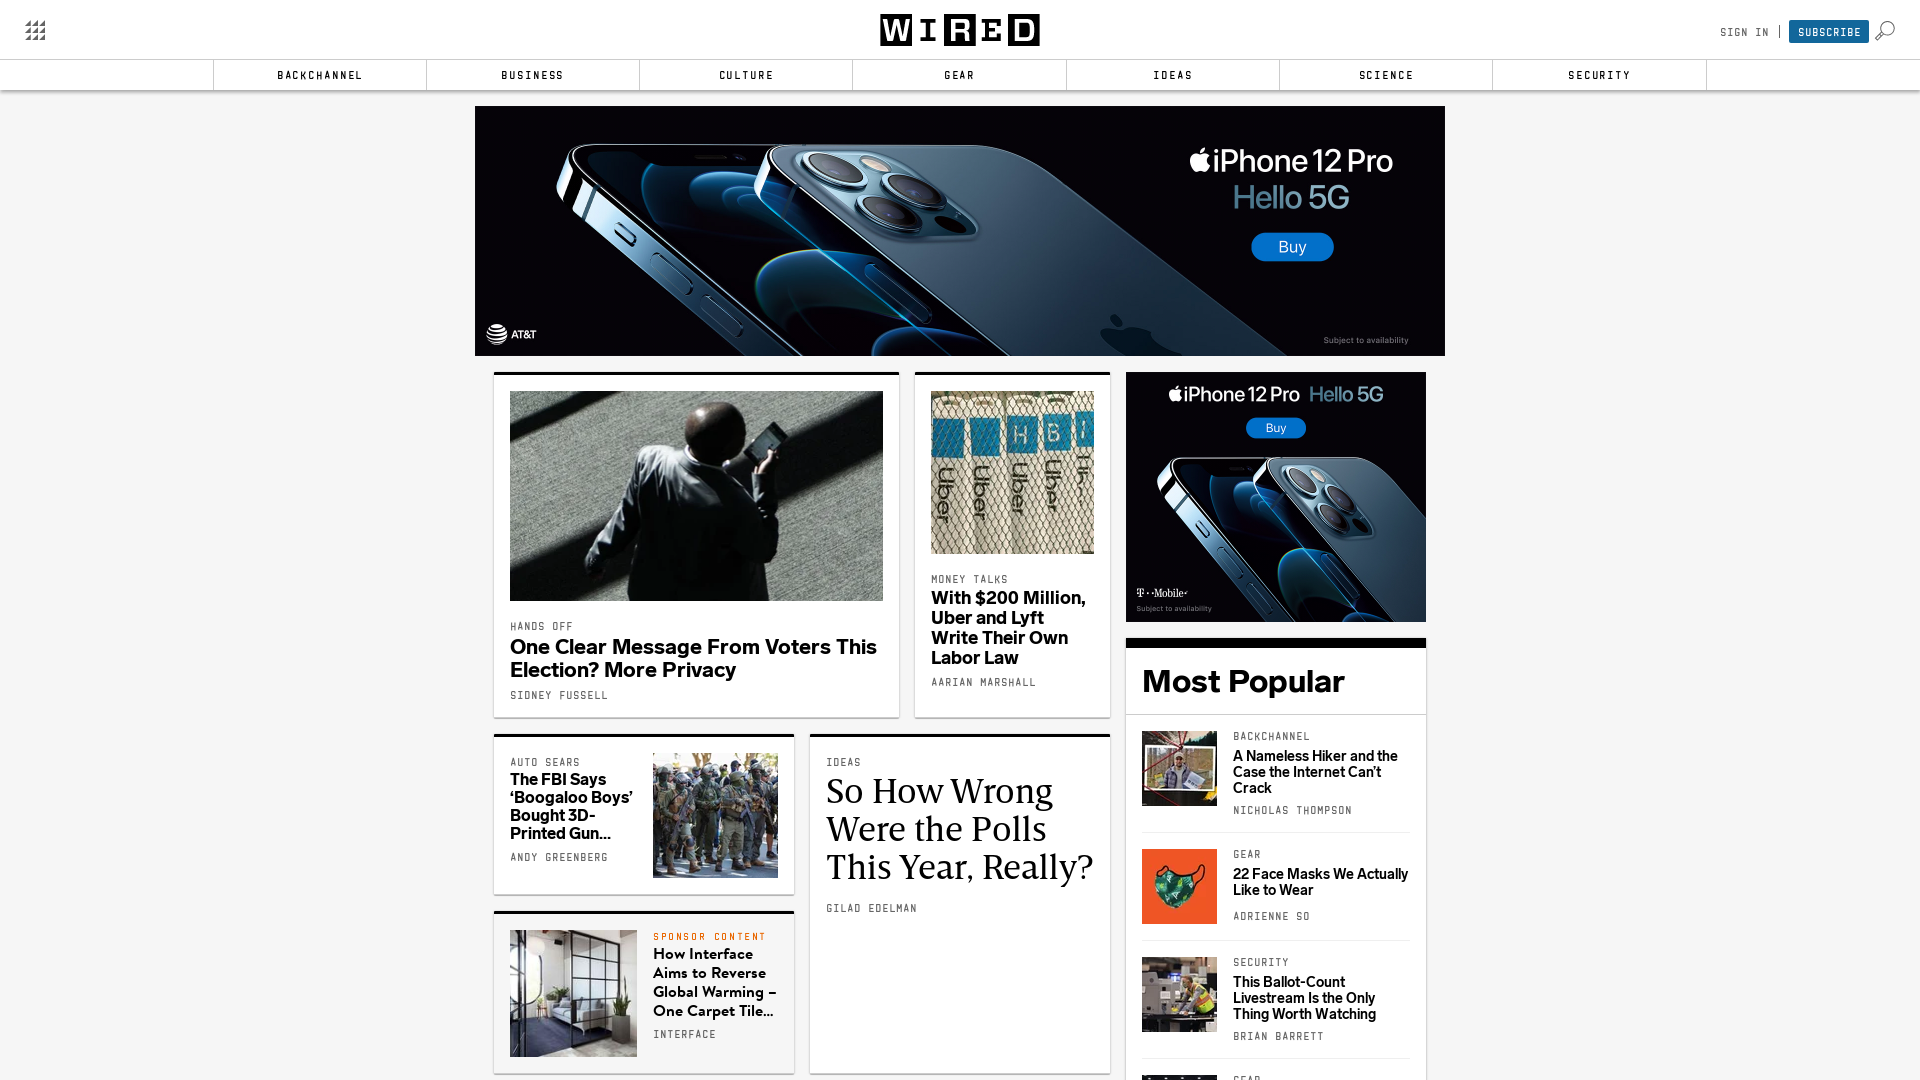 WIRED
SIGN IN
SUBSCRIBE
BACKCHANNEL
BUSINESS
CULTURE
GEAR
IDEAS
SCIENCE
SECURITY
iPhone 12 Pro
Hello 5G
Buy
AT&T
Subject to availability
Uber
Uber
H
Uber
B
Uber
HANDS OFF
One Clear Message From Voters This
Election? More Privacy
SIDNEY FUSSELL
MONEY TALKS
With $200 Million,
Uber and Lyft
Write Their Own
Labor Law
AARIAN MARSHALL
iPhone 12 Pro Hello 5G
Buy
T-Mobile
Subject to availability
AUTO SEARS
The FBI Says
‘Boogaloo Boys’
Bought 3D-
Printed Gun...
ANDY GREENBERG
IDEAS
So How Wrong
Were the Polls
This Year, Really?
GILAD EDELMAN
SPONSOR CONTENT
How Interface
Aims to Reverse
Global Warming –
One Carpet Tile...
INTERFACE
Most Popular
BACKCHANNEL
A Nameless Hiker and the
Case the Internet Can’t
Crack
NICHOLAS THOMPSON
GEAR
22 Face Masks We Actually
Like to Wear
ADRIENNE SO
SECURITY
This Ballot-Count
Livestream Is the Only
Thing Worth Watching
BRIAN BARRETT
GEAR